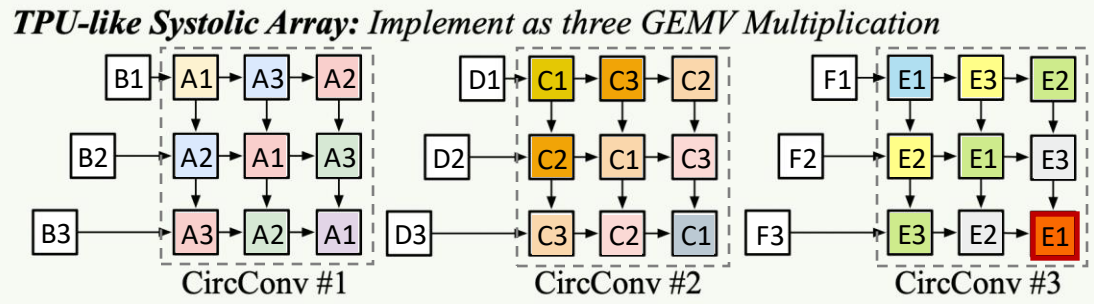 TPU-like Systolic Array: Implement as three GEMV Multiplication
B1 A1 A3 A2 D1 C1 C3 C2 F1 E1 E3 E2
B2 A2 A1 A3 D2 C2 C1 C3 F2 E2 E1 E3
B3 A3 A2 A1 D3 C3 C2 C1 F3 E3 E2 E1
CircConv #1 CircConv #2 CircConv #3